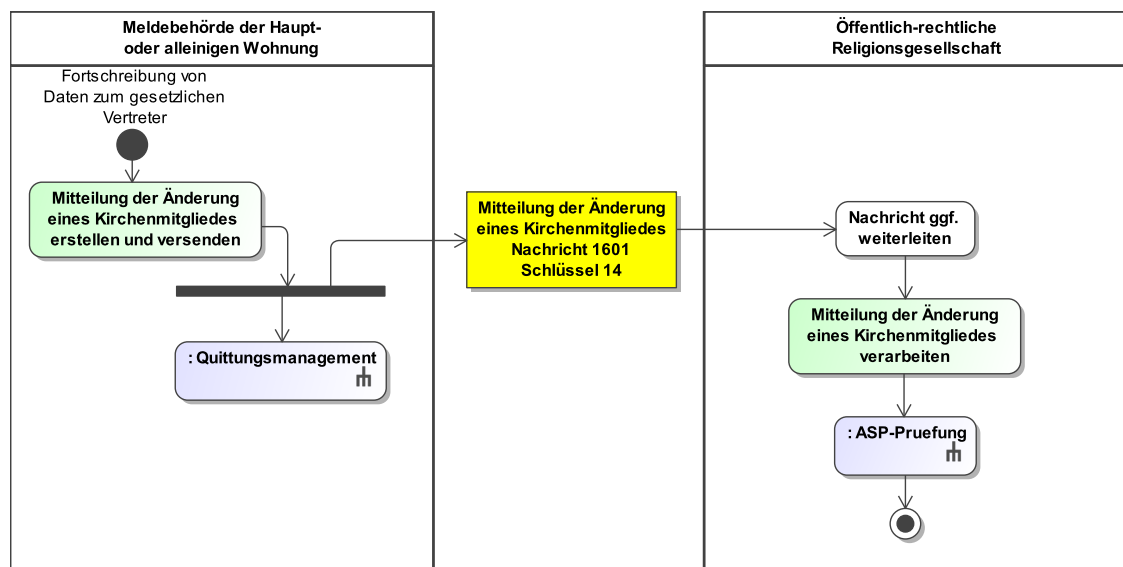 Meldebehörde der Haupt-
oder alleinigen Wohnung
Fortschreibung von
Daten zum gesetzlichen
Vertreter
Mitteilung der Änderung
eines Kirchenmitgliedes
erstellen und versenden
: Quittungsmanagement
Mitteilung der Änderung
eines Kirchenmitgliedes
Nachricht 1601
Schlüssel 14
Öffentlich-rechtliche
Religionsgesellschaft
Nachricht ggf.
weiterleiten
Mitteilung der Änderung
eines Kirchenmitgliedes
verarbeiten
: ASP-Pruefung